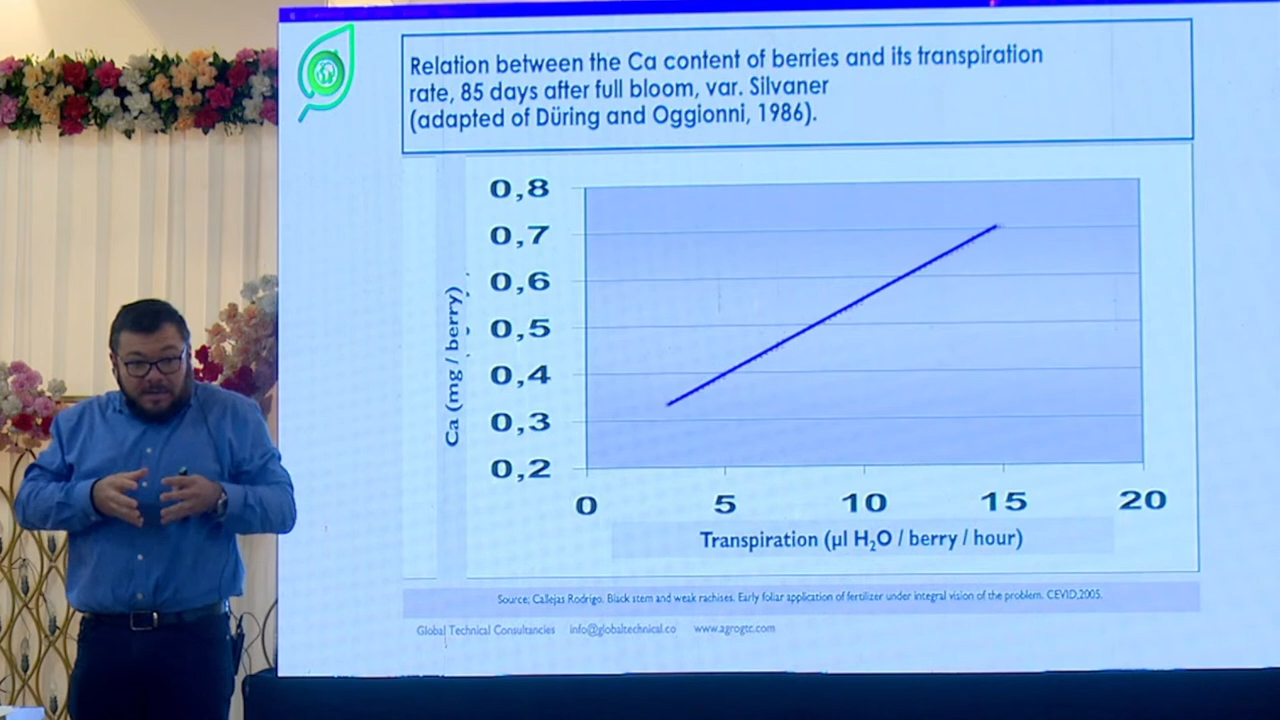 Relation between the Ca content of berries and its transpiration
rate, 85 days after full bloom, var. Silvaner
(adapted of Düring and Oggionni, 1986).
0,8
0,7
0,6
0,5
0,4
0,3
0,2
Ca (mg / berry)
0 5 10 15 20
Transpiration (µl H₂O / berry / hour)
Source; Callejas Rodrigo. Black stem and weak rachises. Early foliar application of fertilizer under integral vision of the problem. CEVID,2005.
Global Technical Consultancies info@globaltechnical.co www.agrogtc.com